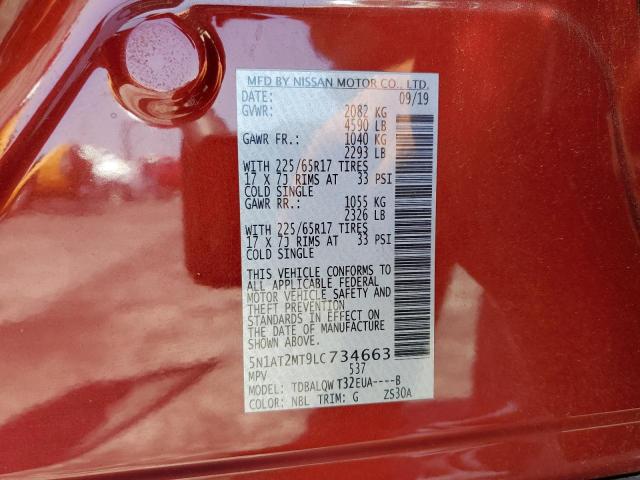 MFD BY NISSAN MOTOR CO., LTD.
DATE: 09/19
GVWR: 2082 KG
4590 LB
GAWR FR.: 1040 KG
2293 LB
WITH 225/65R17 TIRES
17 X 7J RIMS AT 33 PSI
COLD SINGLE
GAWR RR.: 1055 KG
2326 LB
WITH 225/65R17 TIRES
17 X 7J RIMS AT 33 PSI
COLD SINGLE
THIS VEHICLE CONFORMS TO
ALL APPLICABLE FEDERAL
MOTOR VEHICLE SAFETY AND
THEFT PREVENTION
STANDARDS IN EFFECT ON
THE DATE OF MANUFACTURE
SHOWN ABOVE.
5N1AT2MT9LC734663
MPV 537
MODEL: TDBALQW T32EUA----B
COLOR: NBL TRIM: G ZS30A